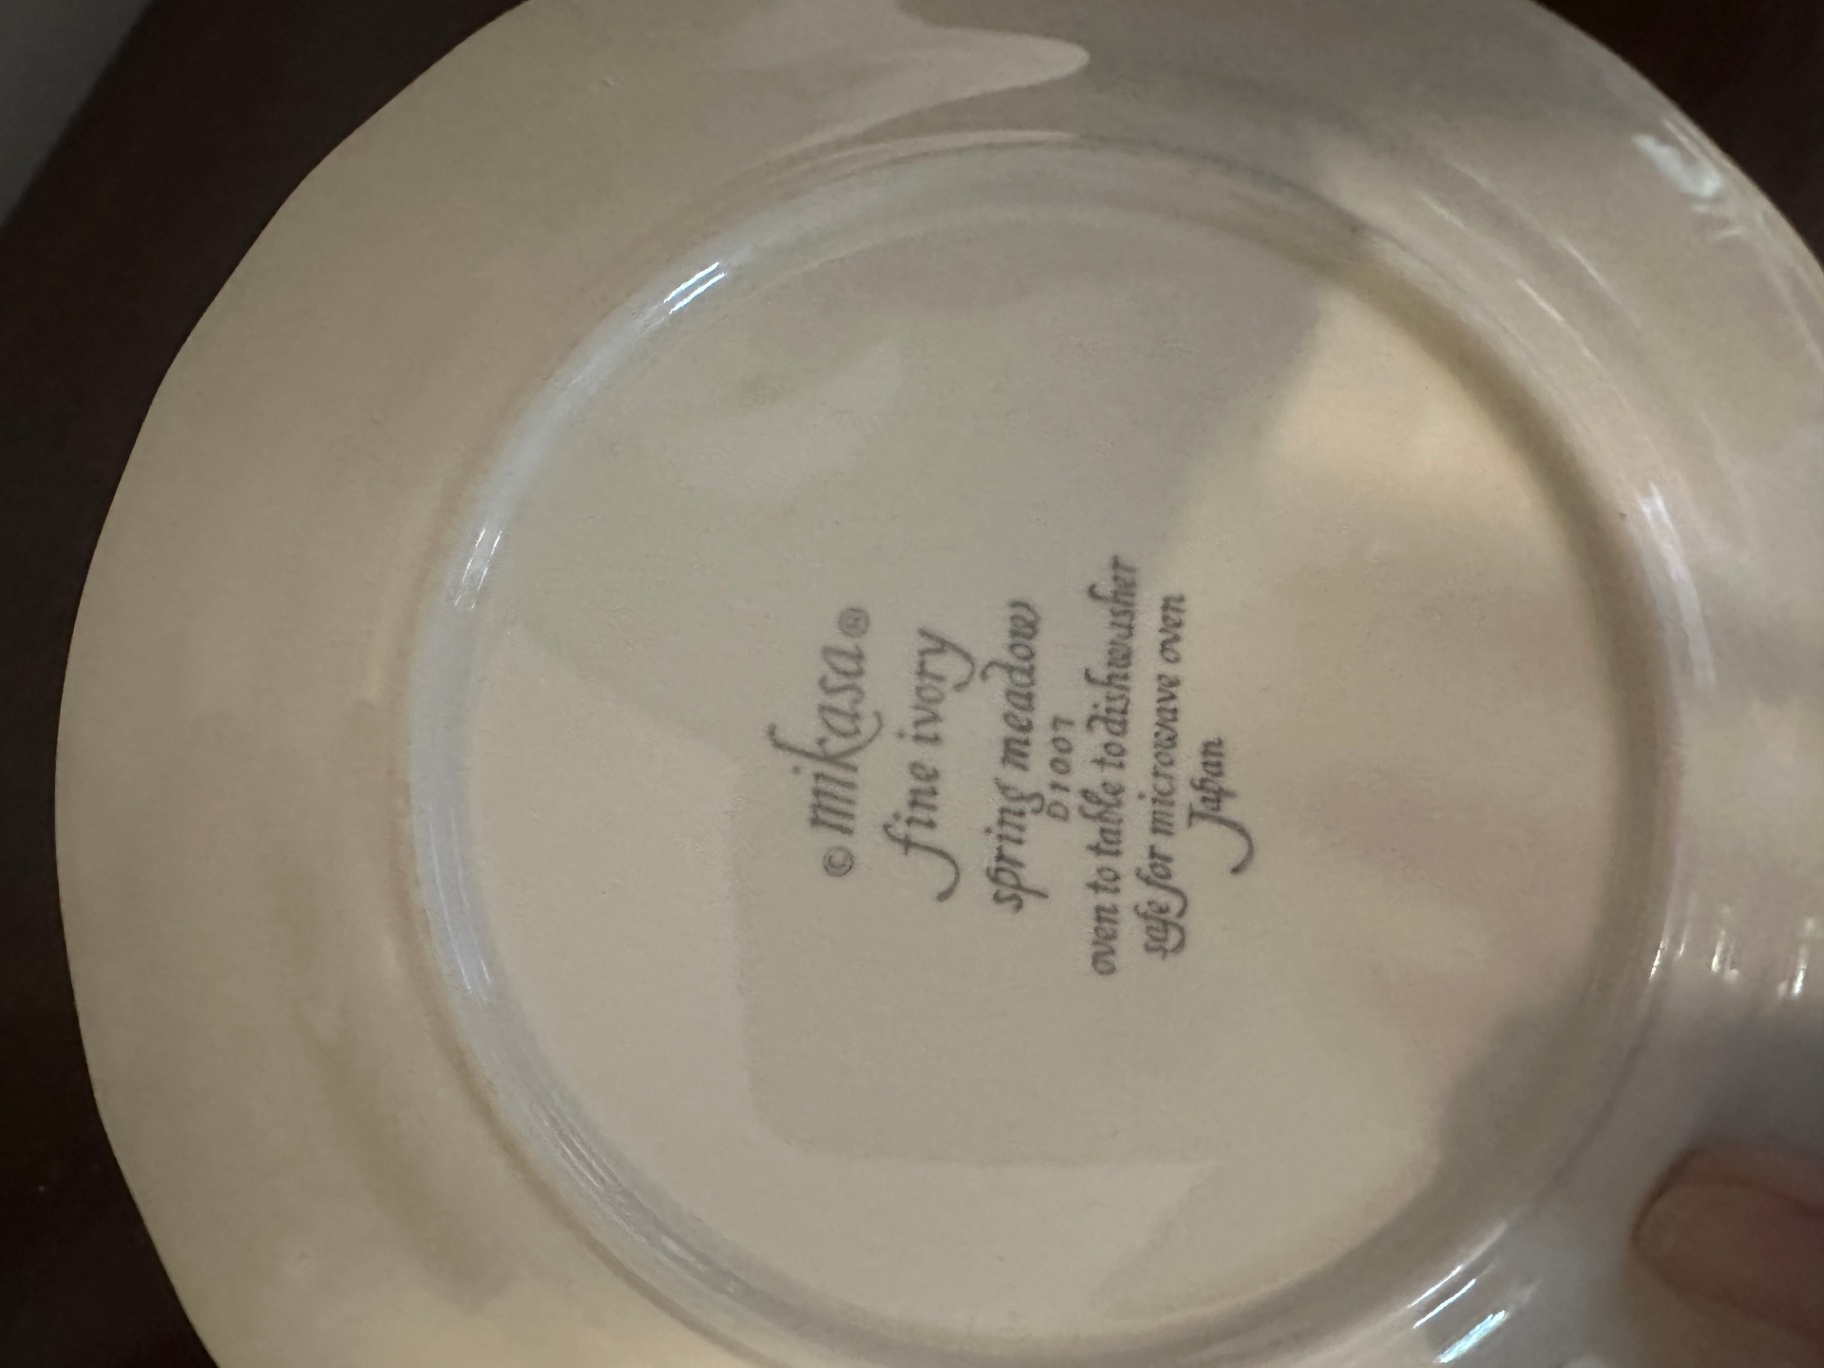 © mikasa ®
fine ivory
spring meadow
D1007
oven to table to dishwasher
safe for microwave oven
Japan